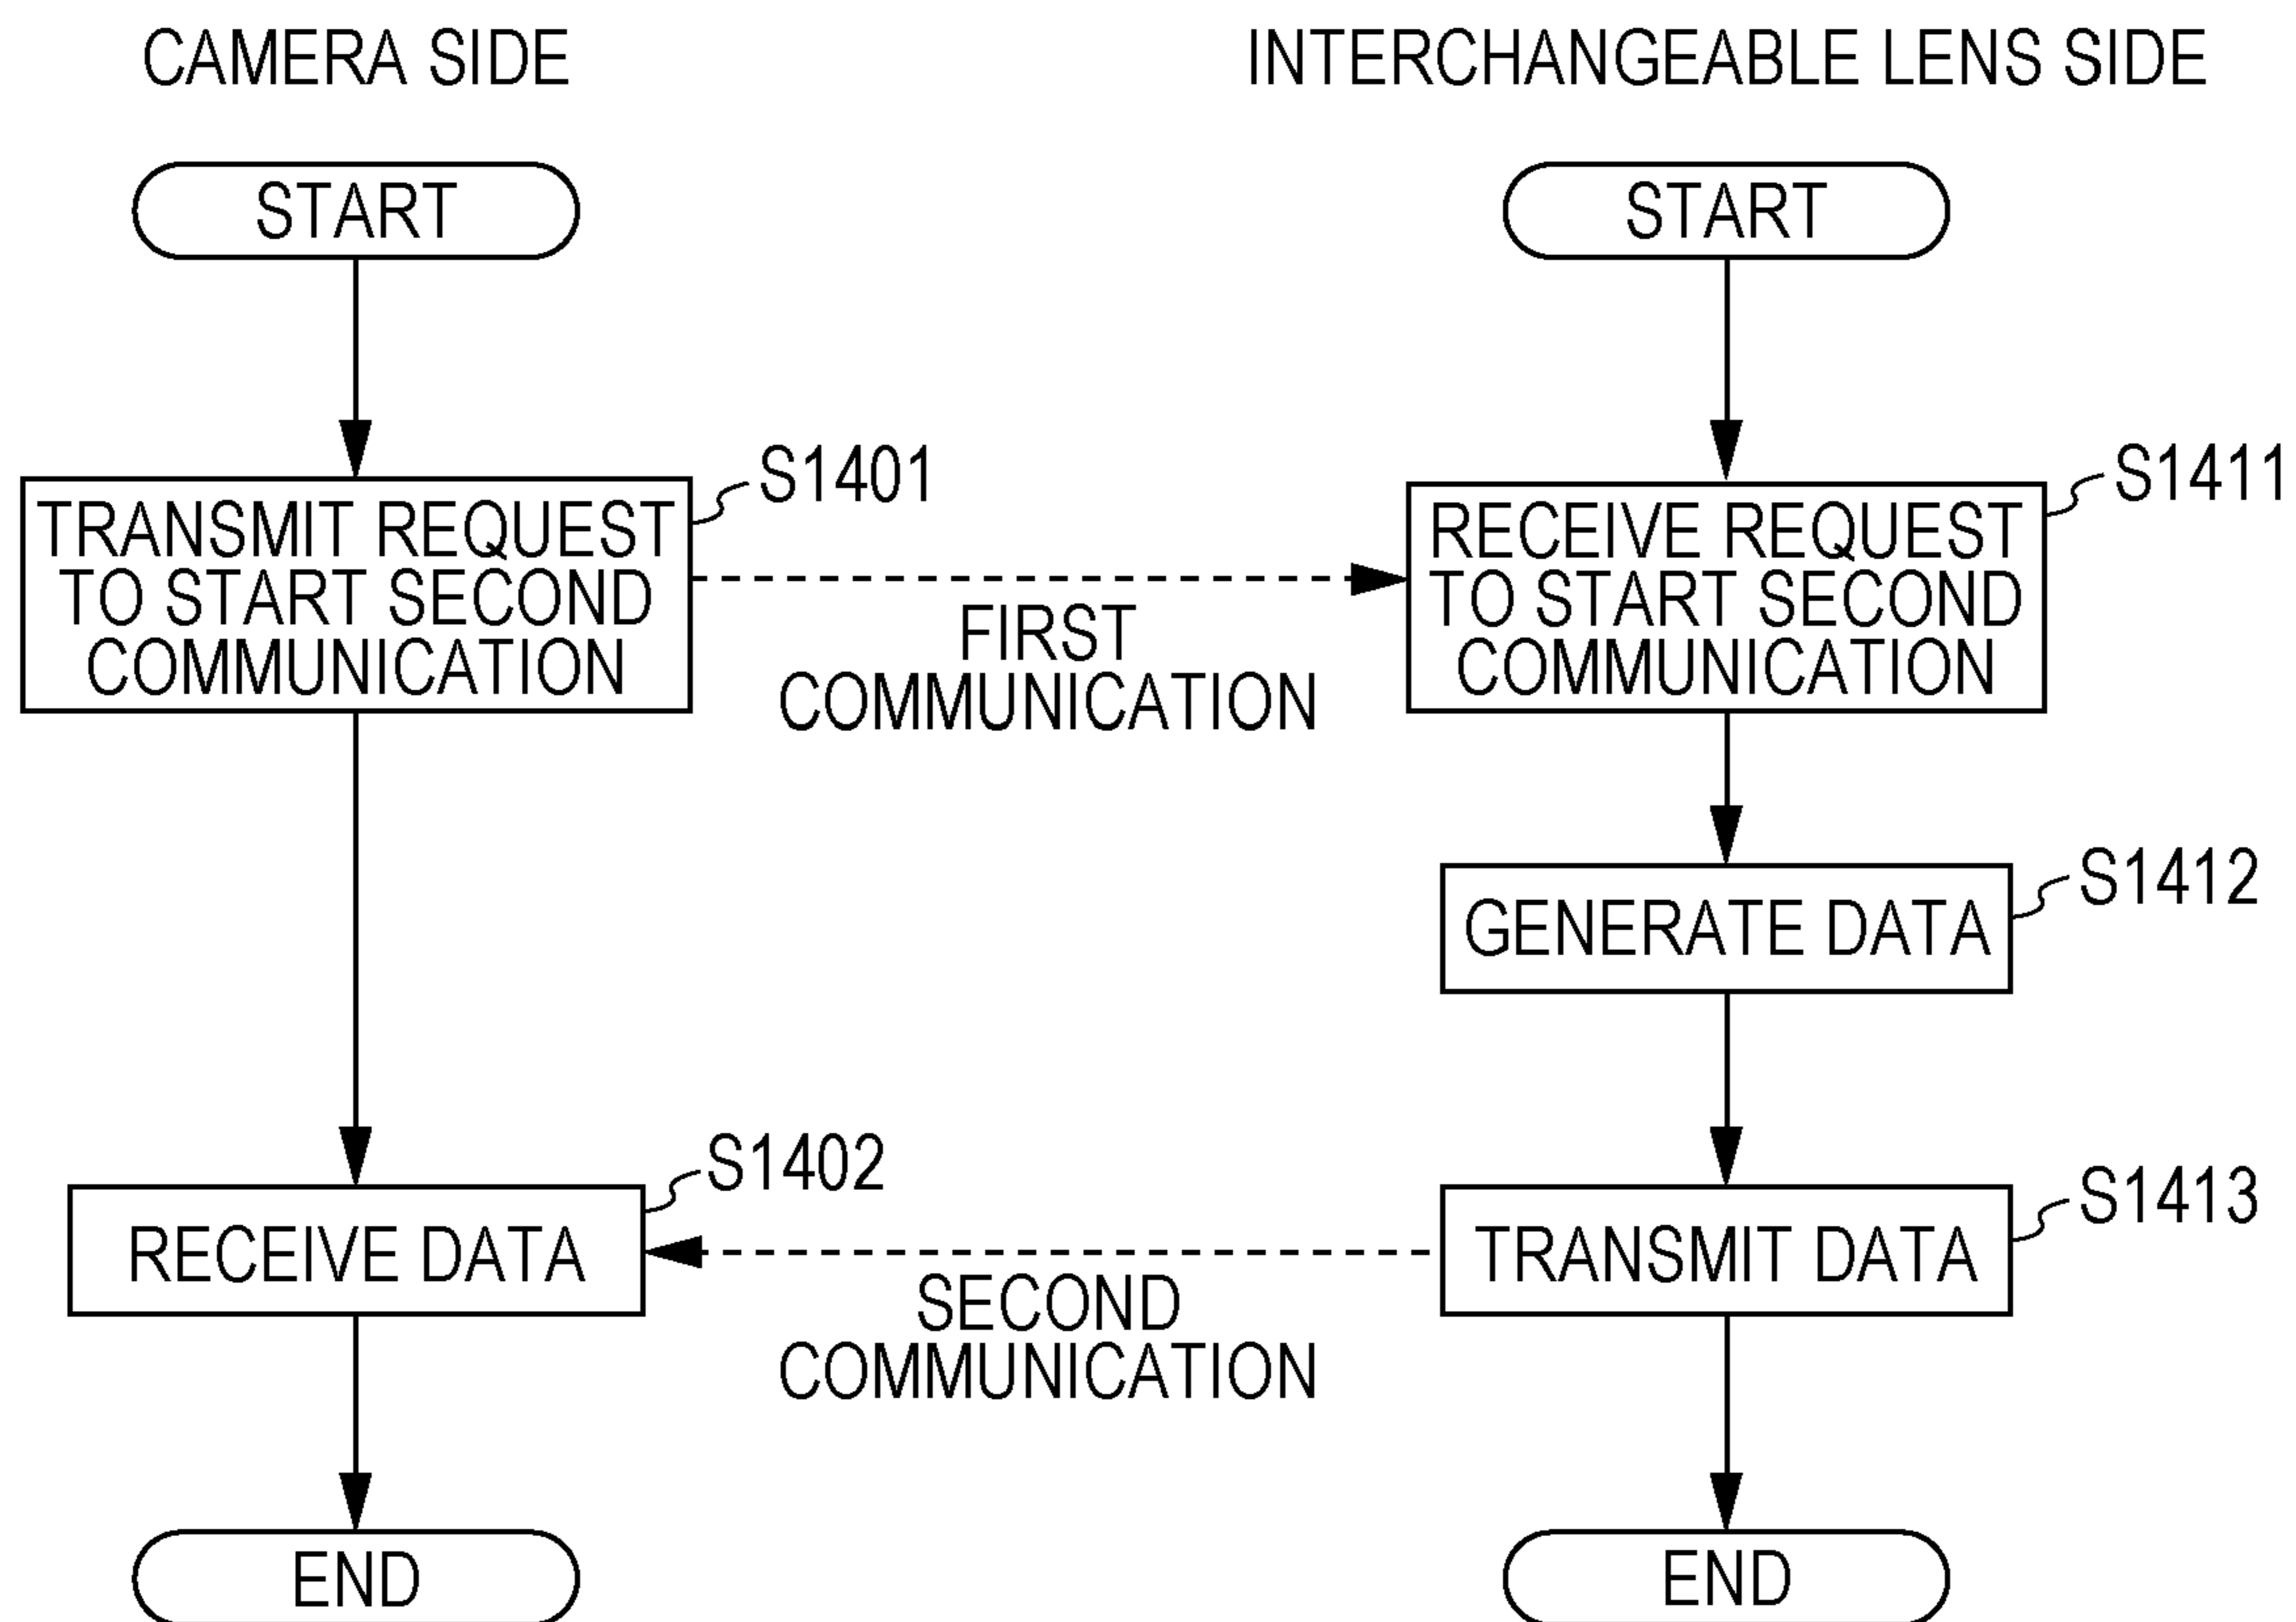 CAMERA SIDE
INTERCHANGEABLE LENS SIDE
START
START
S1401
TRANSMIT REQUEST
TO START SECOND
COMMUNICATION
FIRST
COMMUNICATION
S1411
RECEIVE REQUEST
TO START SECOND
COMMUNICATION
S1412
GENERATE DATA
S1402
RECEIVE DATA
SECOND
COMMUNICATION
S1413
TRANSMIT DATA
END
END